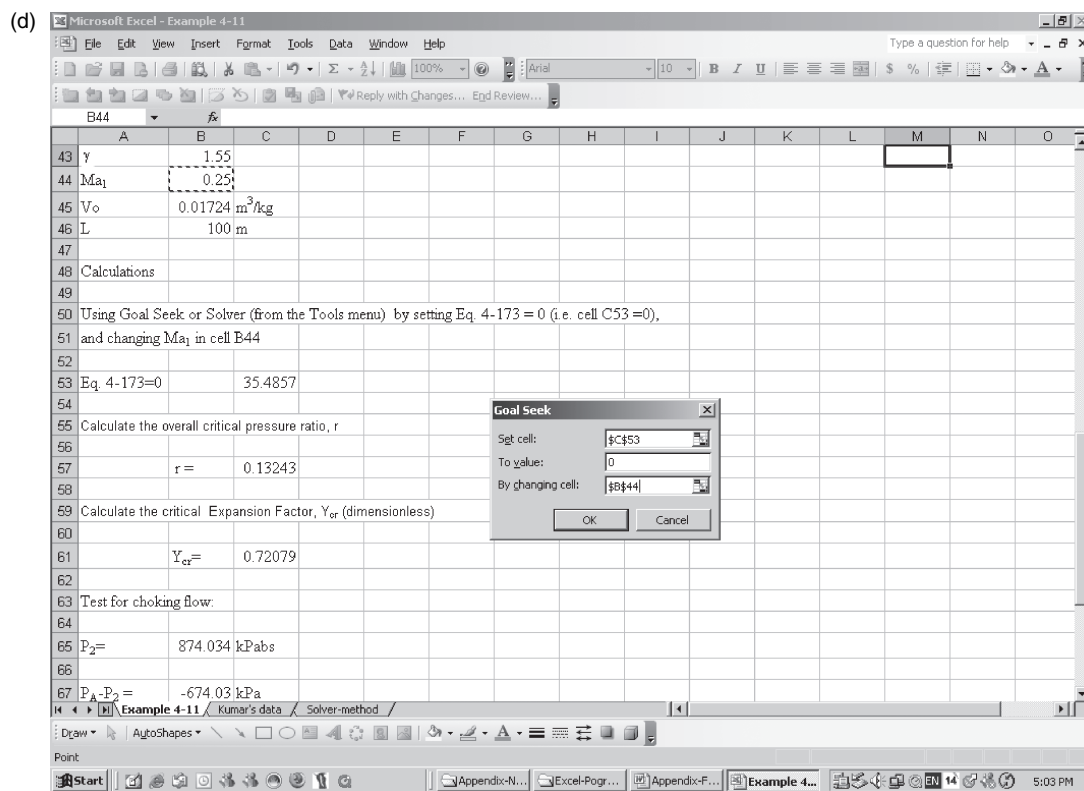 (d)
Microsoft Excel - Example 4-11
File Edit View Insert Format Tools Data Window Help Type a question for help
100% Arial 10 B I U $ % A
Reply with Changes... End Review...
B44 fx
A B C D E F G H I J K L M N O
43 γ 1.55
44 Ma1 0.25
45 Vo 0.01724 m3/kg
46 L 100 m
47
48 Calculations
49
50 Using Goal Seek or Solver (from the Tools menu) by setting Eq. 4-173 = 0 (i.e. cell C53 =0),
51 and changing Ma1 in cell B44
52
53 Eq. 4-173=0 35.4857
54
55 Calculate the overall critical pressure ratio, r
56
57 r = 0.13243
58
59 Calculate the critical Expansion Factor, Ycr (dimensionless)
60
61 Ycr= 0.72079
62
63 Test for choking flow:
64
65 P2= 874.034 kPabs
66
67 PA-P2 = -674.03 kPa
Goal Seek
Set cell: $C$53
To value: 0
By changing cell: $B$44
OK Cancel
Example 4-11 Kumar's data Solver-method
Draw AutoShapes A
Point
Start Appendix-N... Excel-Pogr... Appendix-F... Example 4... EN 14 5:03 PM